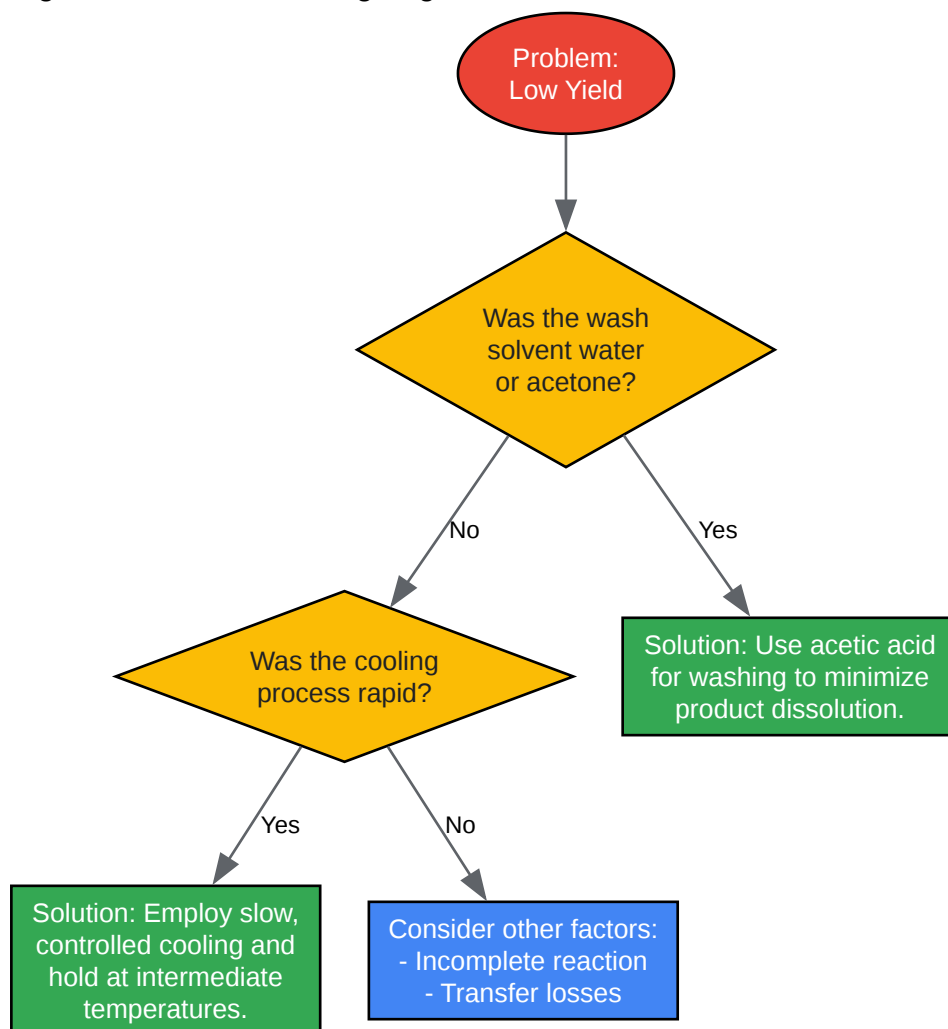 Problem:
Low Yield
Was the wash
solvent water
or acetone?
No
Yes
Was the cooling
process rapid?
Solution: Use acetic acid
for washing to minimize
product dissolution.
Yes
No
Solution: Employ slow,
controlled cooling and
hold at intermediate
temperatures.
Consider other factors:
- Incomplete reaction
- Transfer losses